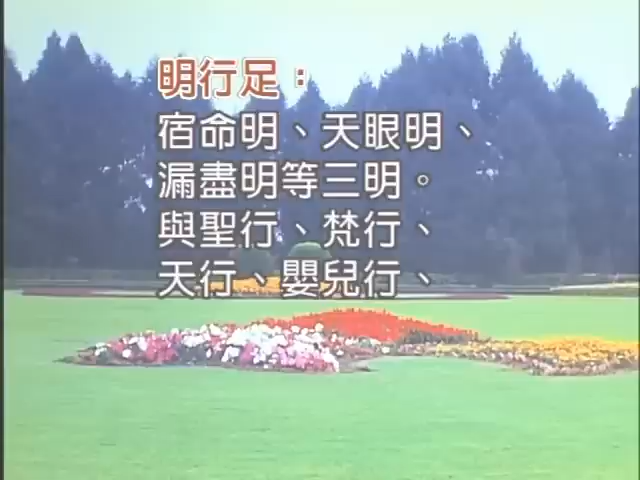 明行足：
宿命明、天眼明、
漏盡明等三明。
與聖行、梵行、
天行、嬰兒行、